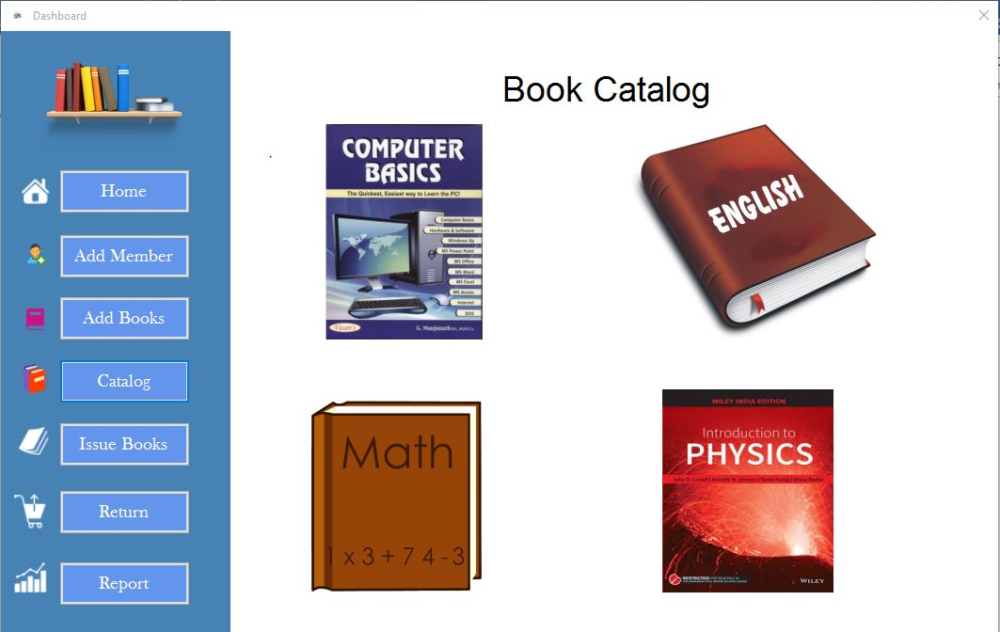 Dashboard
Home
Add Member
Add Books
Catalog
Issue Books
Return
Report
Book Catalog
COMPUTER
BASICS
The Quickest, Easiest way to Learn the PC!
Computer Basics
Hardware & Software
Windows Xp
MS Power Point
MS Office
MS Word
MS Excel
MS Access
Internet
DOS
Vasan's
G. Manjunath
ENGLISH
Math
1 x 3 + 7 4 - 3
WILEY INDIA EDITION
Introduction to
PHYSICS
John D. Cutnell | Kenneth W. Johnson | David Young | Shane Stadler
RESTRICTED!
WILEY